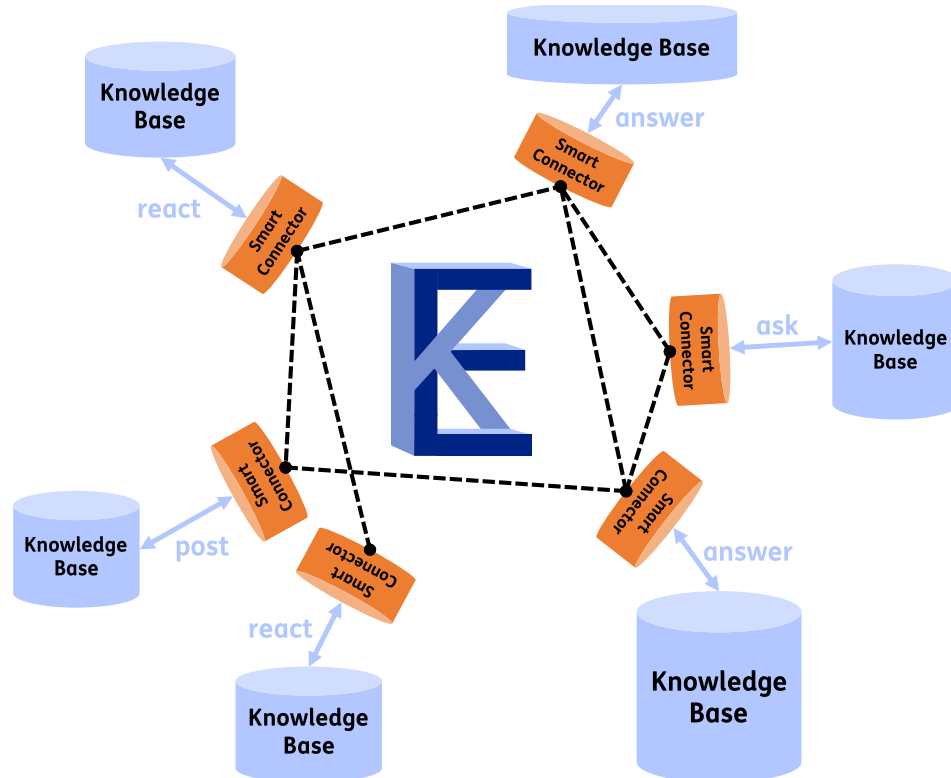 Knowledge Base
answer
Smart
Connector
Knowledge
Base
react
Smart
Connector
KE
Smart
Connector
ask
Knowledge
Base
Smart
Connector
post
Knowledge
Base
Smart
Connector
answer
Knowledge
Base
Smart
Connector
react
Knowledge
Base